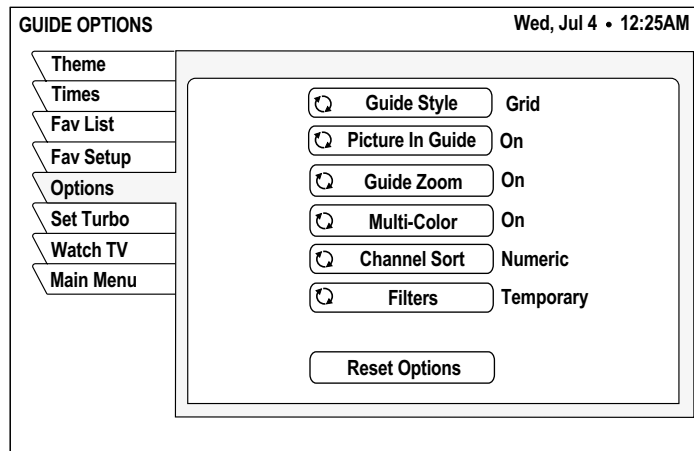 GUIDE OPTIONS Wed, Jul 4 • 12:25AM
Theme
Times
Fav List
Fav Setup
Options
Set Turbo
Watch TV
Main Menu
Guide Style Grid
Picture In Guide On
Guide Zoom On
Multi-Color On
Channel Sort Numeric
Filters Temporary
Reset Options